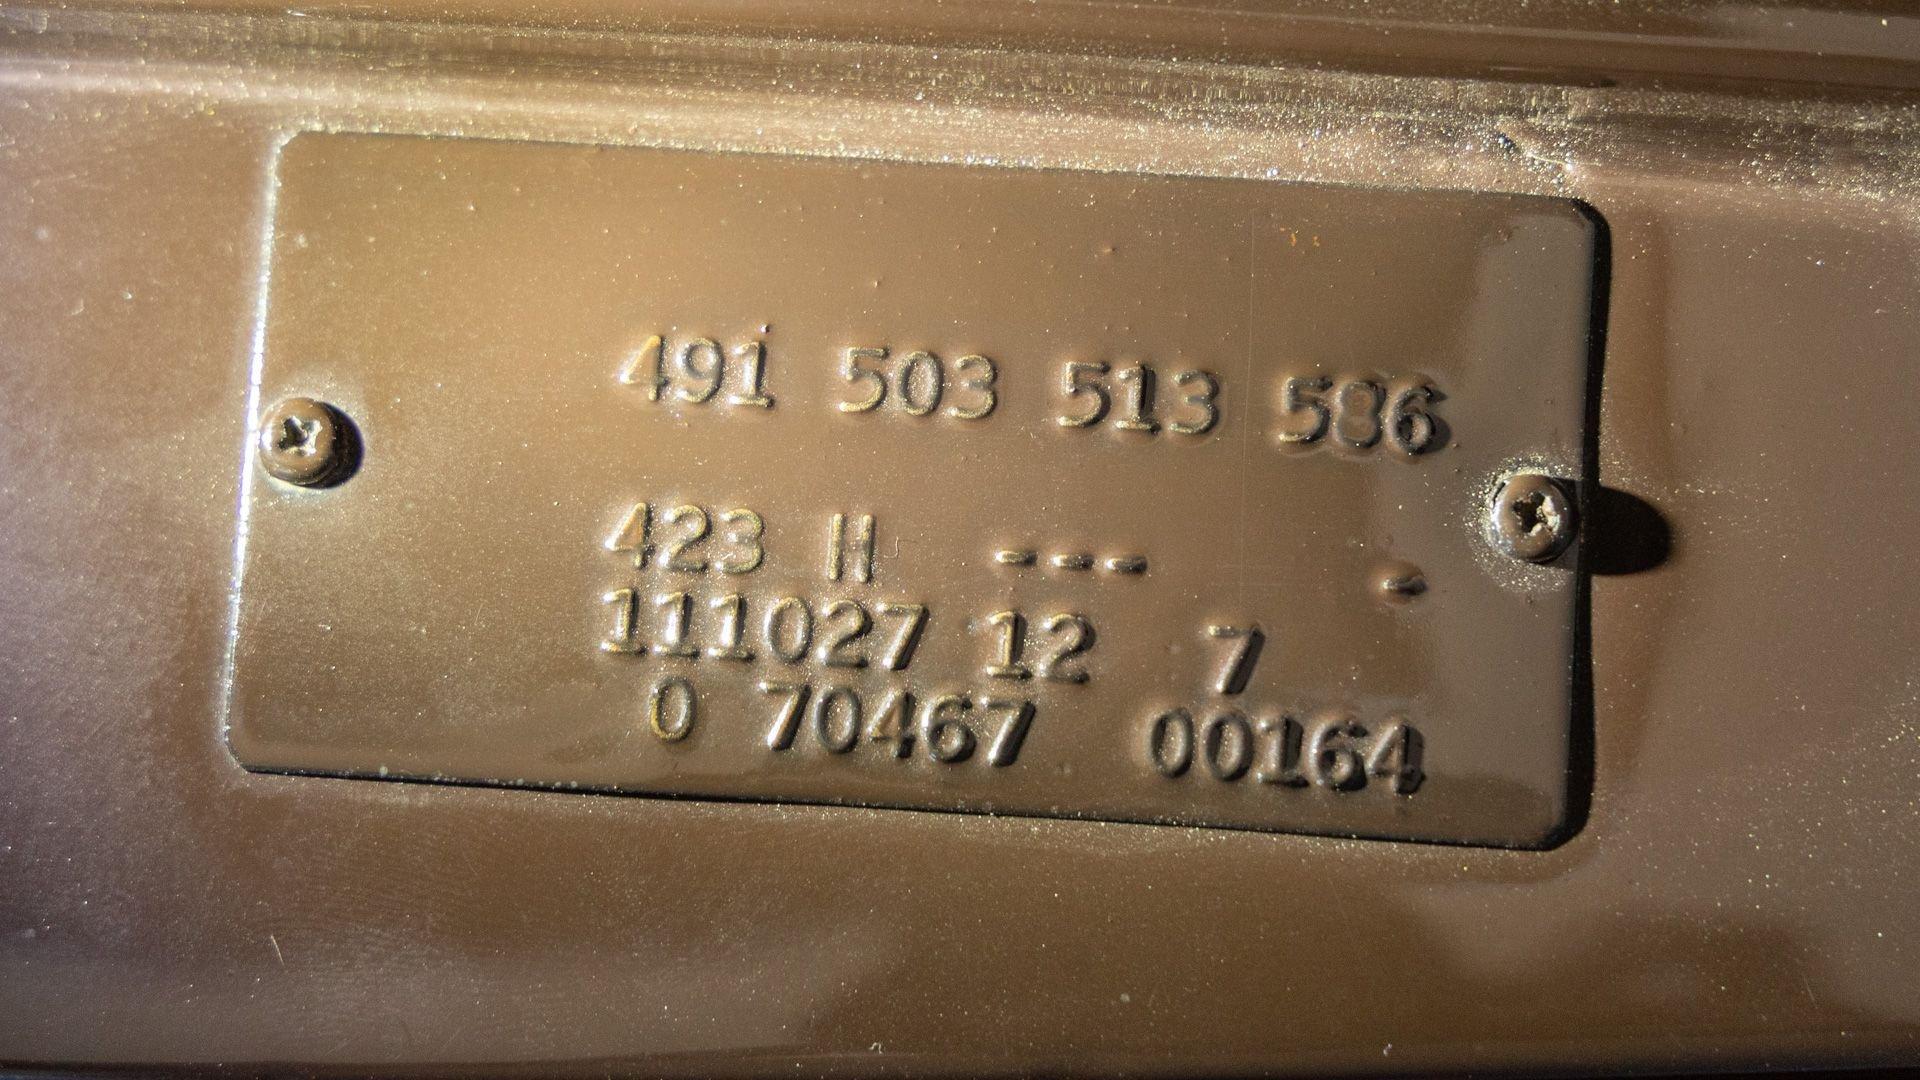 491 503 513 586
423 H --- -
111027 12 7
0 70467 00164